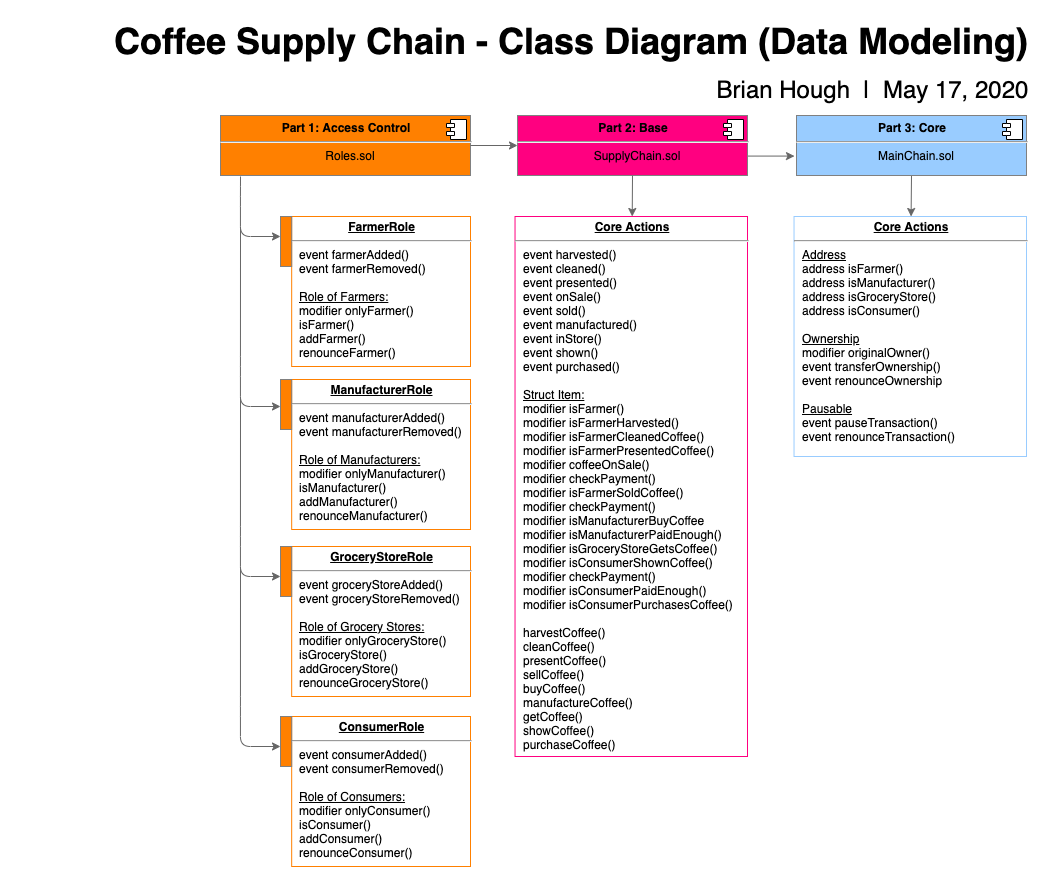 Coffee Supply Chain - Class Diagram (Data Modeling)
Brian Hough | May 17, 2020
Part 1: Access Control
Roles.sol
FarmerRole
event farmerAdded()
event farmerRemoved()
Role of Farmers:
modifier onlyFarmer()
isFarmer()
addFarmer()
renounceFarmer()
ManufacturerRole
event manufacturerAdded()
event manufacturerRemoved()
Role of Manufacturers:
modifier onlyManufacturer()
isManufacturer()
addManufacturer()
renounceManufacturer()
GroceryStoreRole
event groceryStoreAdded()
event groceryStoreRemoved()
Role of Grocery Stores:
modifier onlyGroceryStore()
isGroceryStore()
addGroceryStore()
renounceGroceryStore()
ConsumerRole
event consumerAdded()
event consumerRemoved()
Role of Consumers:
modifier onlyConsumer()
isConsumer()
addConsumer()
renounceConsumer()
Part 2: Base
SupplyChain.sol
Core Actions
event harvested()
event cleaned()
event presented()
event onSale()
event sold()
event manufactured()
event inStore()
event shown()
event purchased()
Struct Item:
modifier isFarmer()
modifier isFarmerHarvested()
modifier isFarmerCleanedCoffee()
modifier isFarmerPresentedCoffee()
modifier coffeeOnSale()
modifier checkPayment()
modifier isFarmerSoldCoffee()
modifier checkPayment()
modifier isManufacturerBuyCoffee
modifier isManufacturerPaidEnough()
modifier isGroceryStoreGetsCoffee()
modifier isConsumerShownCoffee()
modifier checkPayment()
modifier isConsumerPaidEnough()
modifier isConsumerPurchasesCoffee()
harvestCoffee()
cleanCoffee()
presentCoffee()
sellCoffee()
buyCoffee()
manufactureCoffee()
getCoffee()
showCoffee()
purchaseCoffee()
Part 3: Core
MainChain.sol
Core Actions
Address
address isFarmer()
address isManufacturer()
address isGroceryStore()
address isConsumer()
Ownership
modifier originalOwner()
event transferOwnership()
event renounceOwnership
Pausable
event pauseTransaction()
event renounceTransaction()